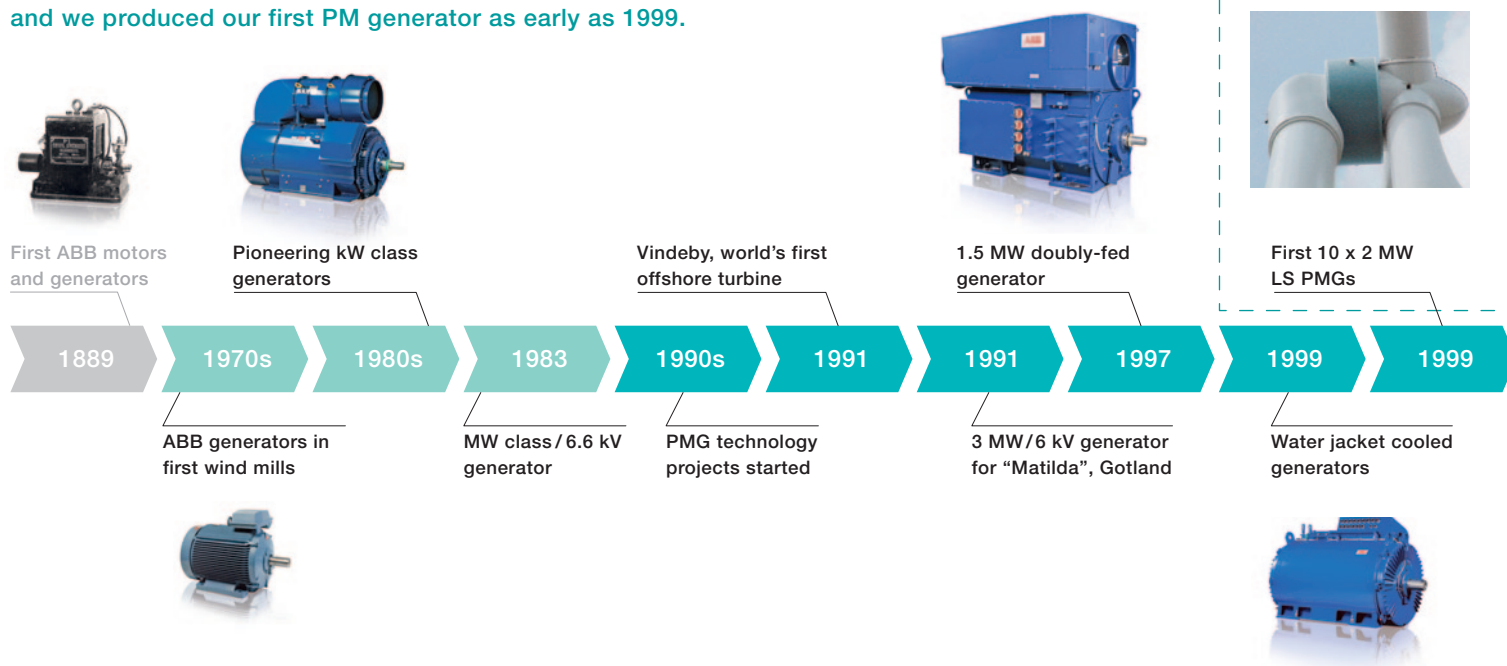 and we produced our first PM generator as early as 1999.
ABB
First ABB motors
and generators
Pioneering kW class
generators
Vindeby, world’s first
offshore turbine
1.5 MW doubly-fed
generator
First 10 x 2 MW
LS PMGs
1889
1970s
1980s
1983
1990s
1991
1991
1997
1999
1999
ABB generators in
first wind mills
MW class / 6.6 kV
generator
PMG technology
projects started
3 MW / 6 kV generator
for “Matilda”, Gotland
Water jacket cooled
generators